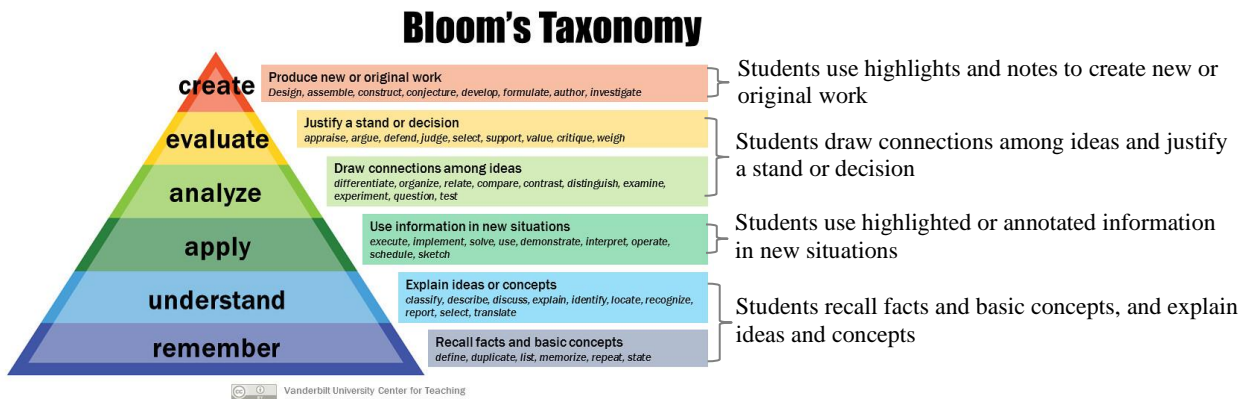 Bloom's Taxonomy
create
Produce new or original work
Design, assemble, construct, conjecture, develop, formulate, author, investigate
Students use highlights and notes to create new or
original work
evaluate
Justify a stand or decision
appraise, argue, defend, judge, select, support, value, critique, weigh
Students draw connections among ideas and justify
a stand or decision
analyze
Draw connections among ideas
differentiate, organize, relate, compare, contrast, distinguish, examine,
experiment, question, test
apply
Use information in new situations
execute, implement, solve, use, demonstrate, interpret, operate,
schedule, sketch
Students use highlighted or annotated information
in new situations
understand
Explain ideas or concepts
classify, describe, discuss, explain, identify, locate, recognize,
report, select, translate
Students recall facts and basic concepts, and explain
ideas and concepts
remember
Recall facts and basic concepts
define, duplicate, list, memorize, repeat, state
cc
Vanderbilt University Center for Teaching